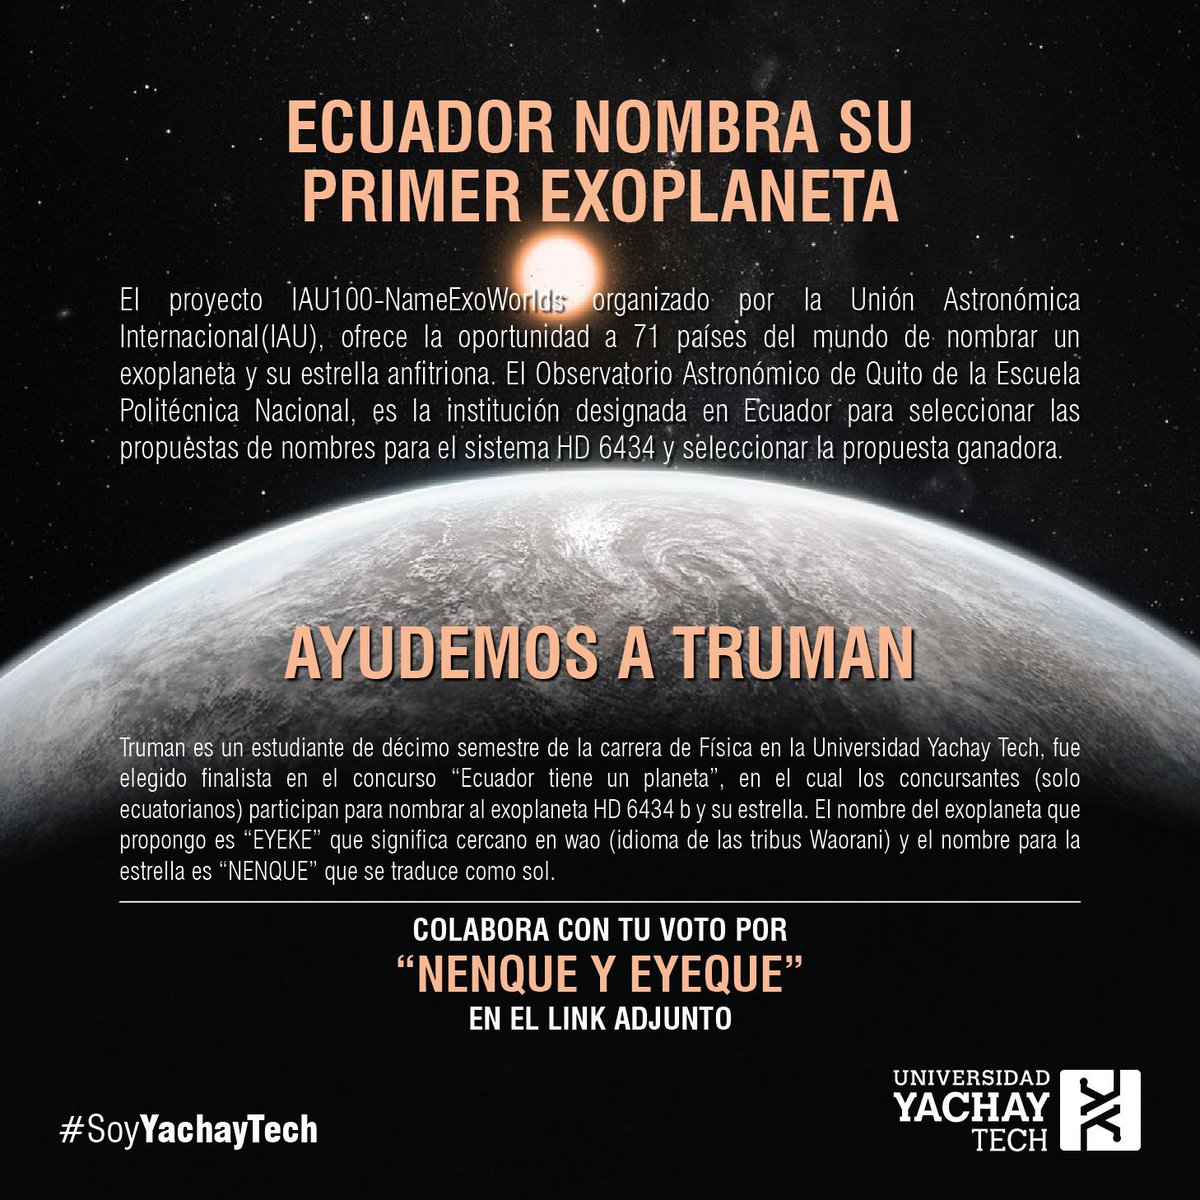 ECUADOR NOMBRA SU
PRIMER EXOPLANETA
El proyecto IAU100-NameExoWorlds organizado por la Unión Astronómica
Internacional(IAU), ofrece la oportunidad a 71 países del mundo de nombrar un
exoplaneta y su estrella anfitriona. El Observatorio Astronómico de Quito de la Escuela
Politécnica Nacional, es la institución designada en Ecuador para seleccionar las
propuestas de nombres para el sistema HD 6434 y seleccionar la propuesta ganadora.
AYUDEMOS A TRUMAN
Truman es un estudiante de décimo semestre de la carrera de Física en la Universidad Yachay Tech, fue
elegido finalista en el concurso “Ecuador tiene un planeta”, en el cual los concursantes (solo
ecuatorianos) participan para nombrar al exoplaneta HD 6434 b y su estrella. El nombre del exoplaneta que
propongo es “EYEKE” que significa cercano en wao (idioma de las tribus Waorani) y el nombre para la
estrella es “NENQUE” que se traduce como sol.
COLABORA CON TU VOTO POR
“NENQUE Y EYEQUE”
EN EL LINK ADJUNTO
#SoyYachayTech
UNIVERSIDAD
YACHAY
TECH